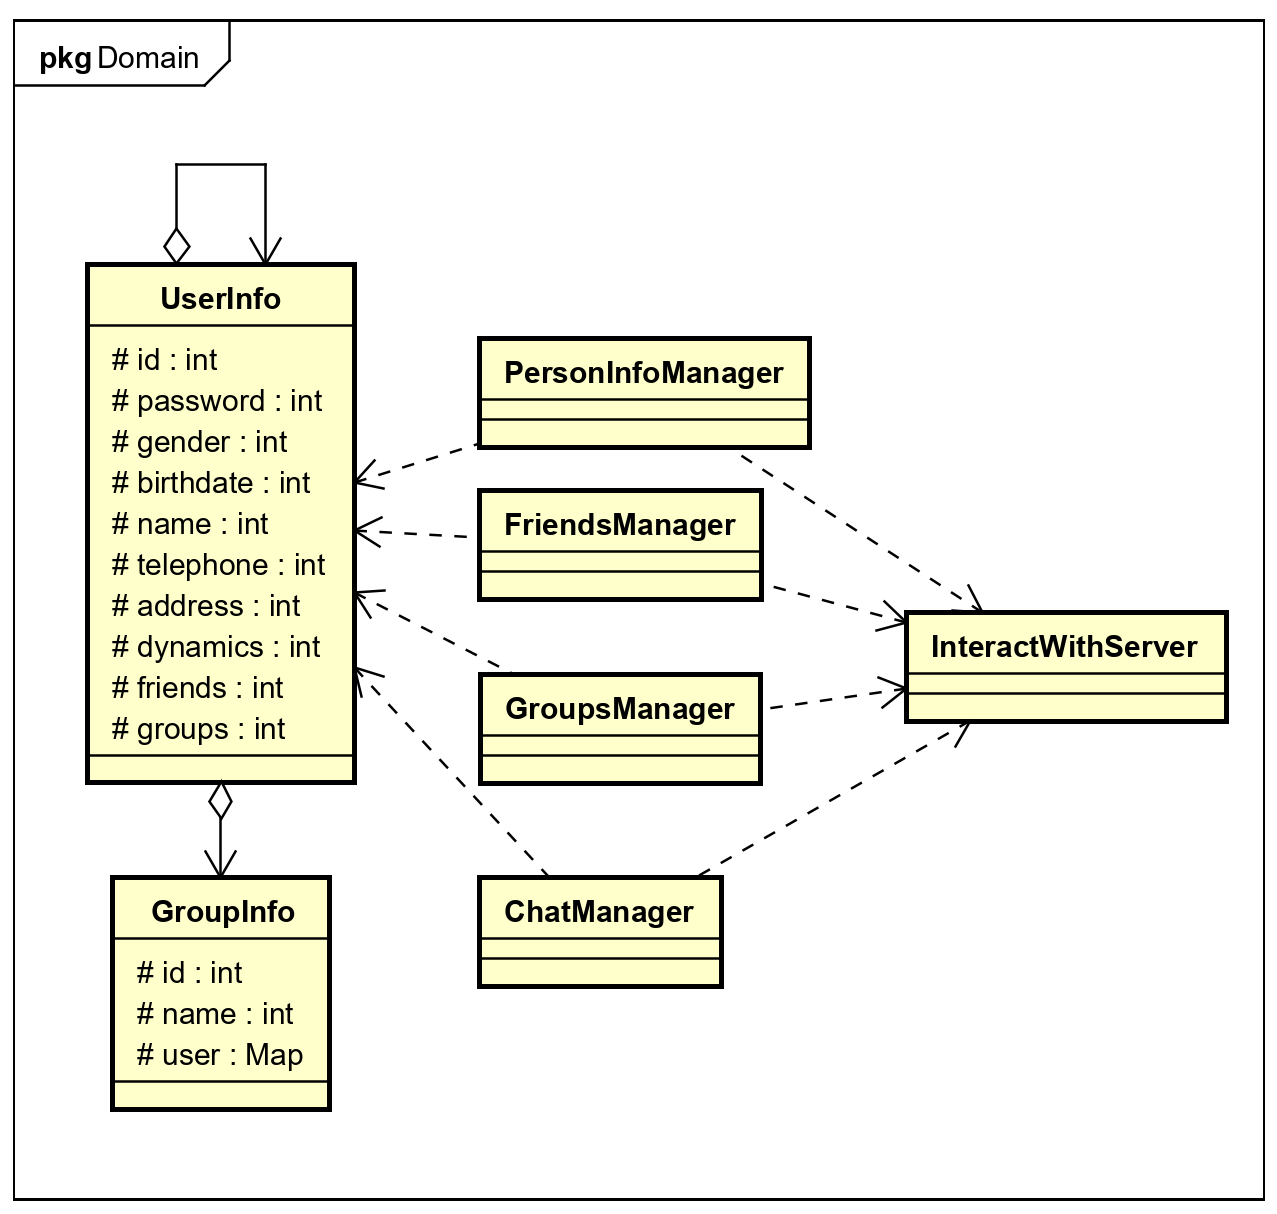 pkg Domain
UserInfo
# id : int
# password : int
# gender : int
# birthdate : int
# name : int
# telephone : int
# address : int
# dynamics : int
# friends : int
# groups : int
PersonInfoManager
FriendsManager
GroupsManager
InteractWithServer
GroupInfo
# id : int
# name : int
# user : Map
ChatManager